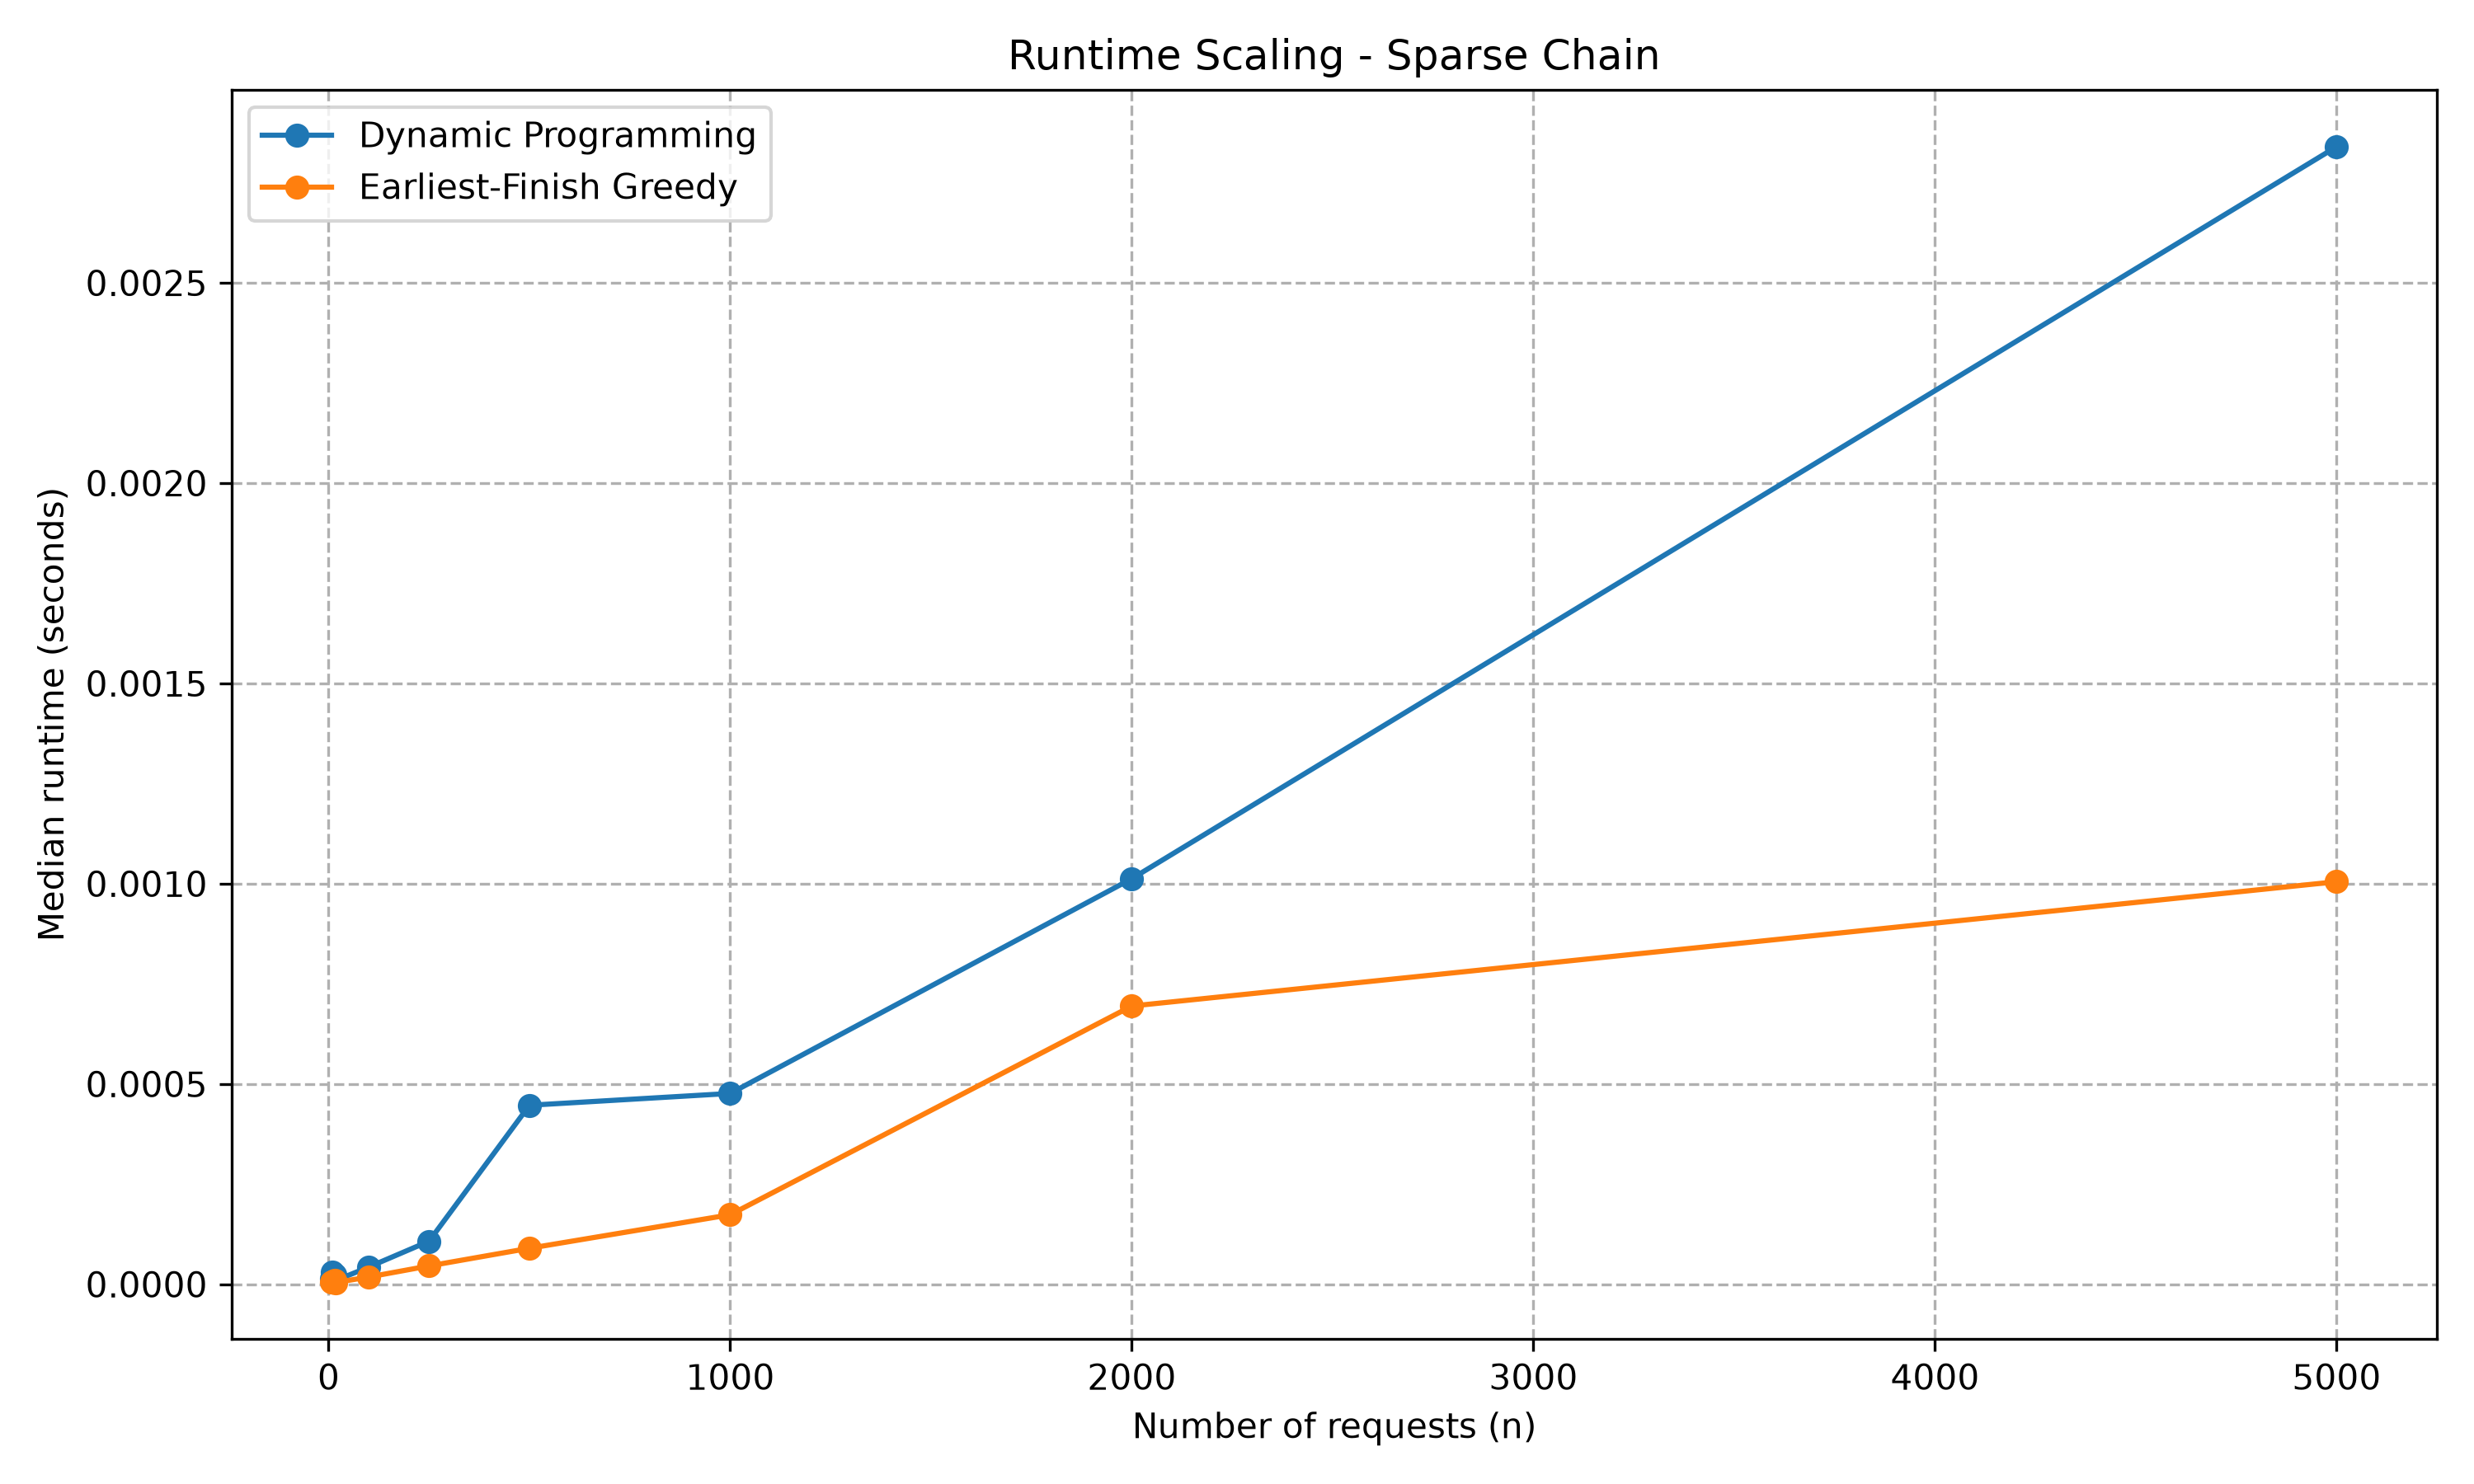 Runtime Scaling - Sparse Chain
Dynamic Programming
Earliest-Finish Greedy
Median runtime (seconds)
0.0025
0.0020
0.0015
0.0010
0.0005
0.0000
0 1000 2000 3000 4000 5000
Number of requests (n)